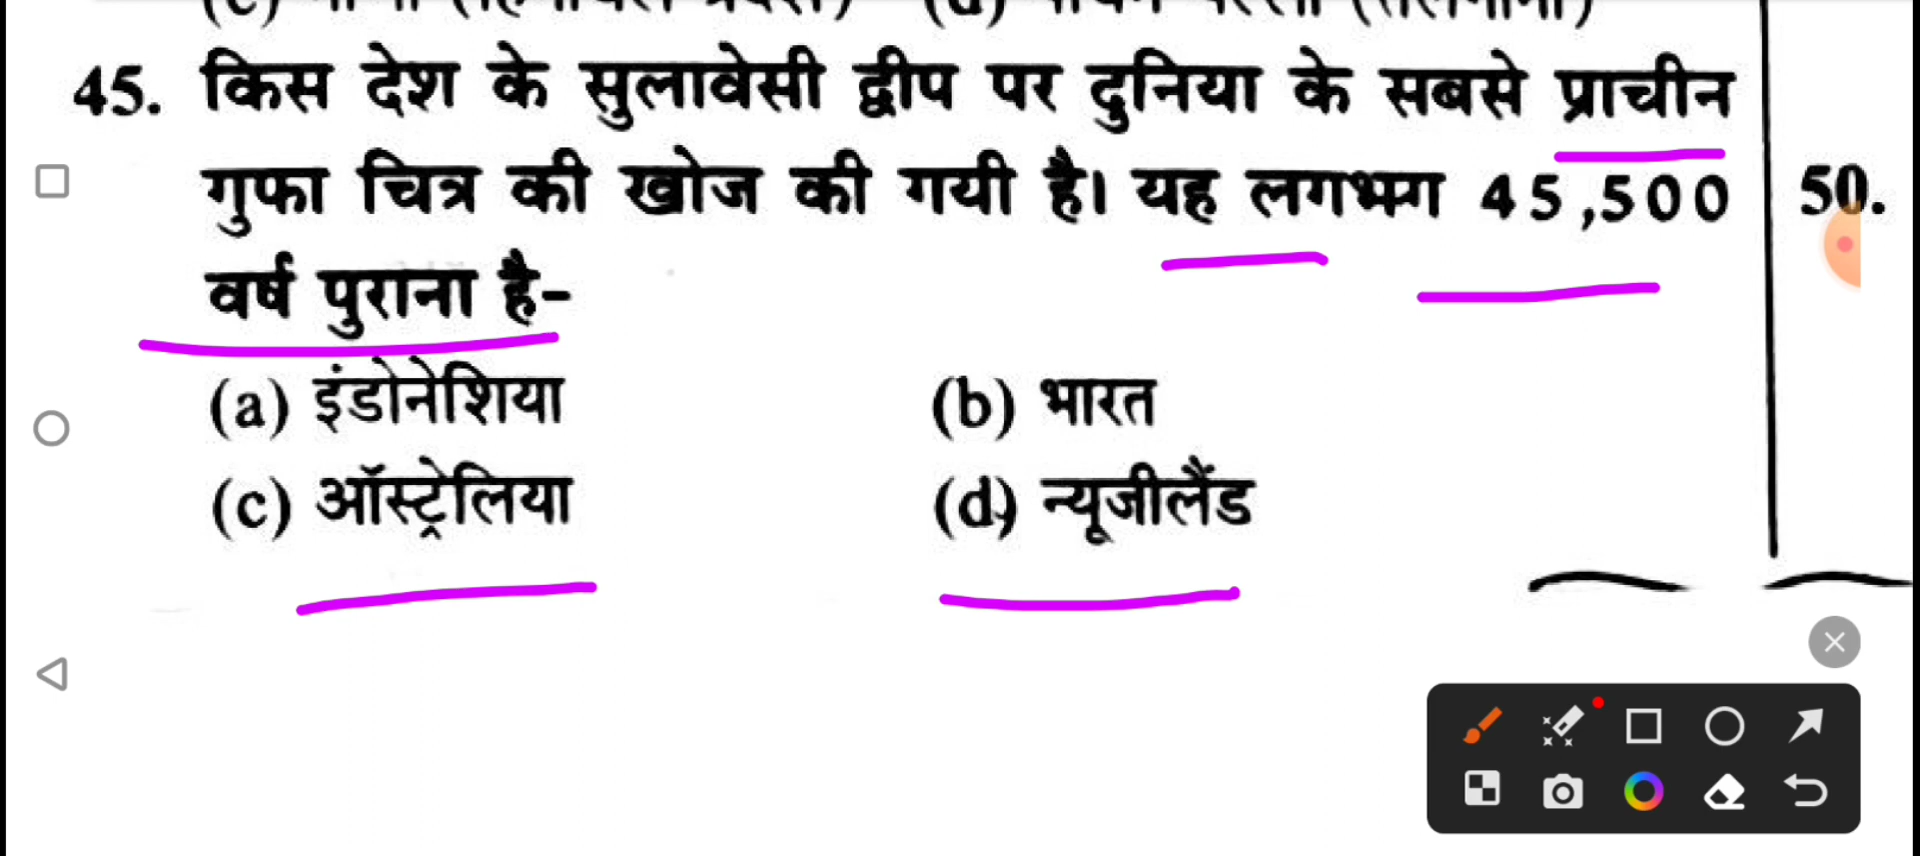 45. किस देश के सुलावेसी द्वीप पर दुनिया के सबसे प्राचीन
गुफा चित्र की खोज की गयी है। यह लगभग 45,500
वर्ष पुराना है-
(a) इंडोनेशिया (b) भारत
(c) ऑस्ट्रेलिया (d) न्यूजीलैंड
50.